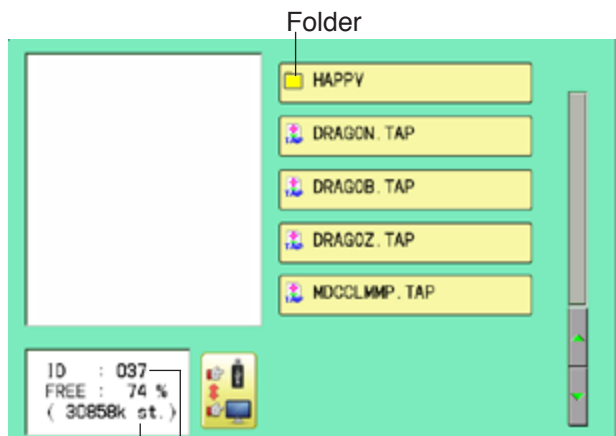 Folder
HAPPY
DRAGON.TAP
DRAGOB.TAP
DRAGOZ.TAP
MDCCLMMP.TAP
ID : 037
FREE : 74 %
( 30858k st.)